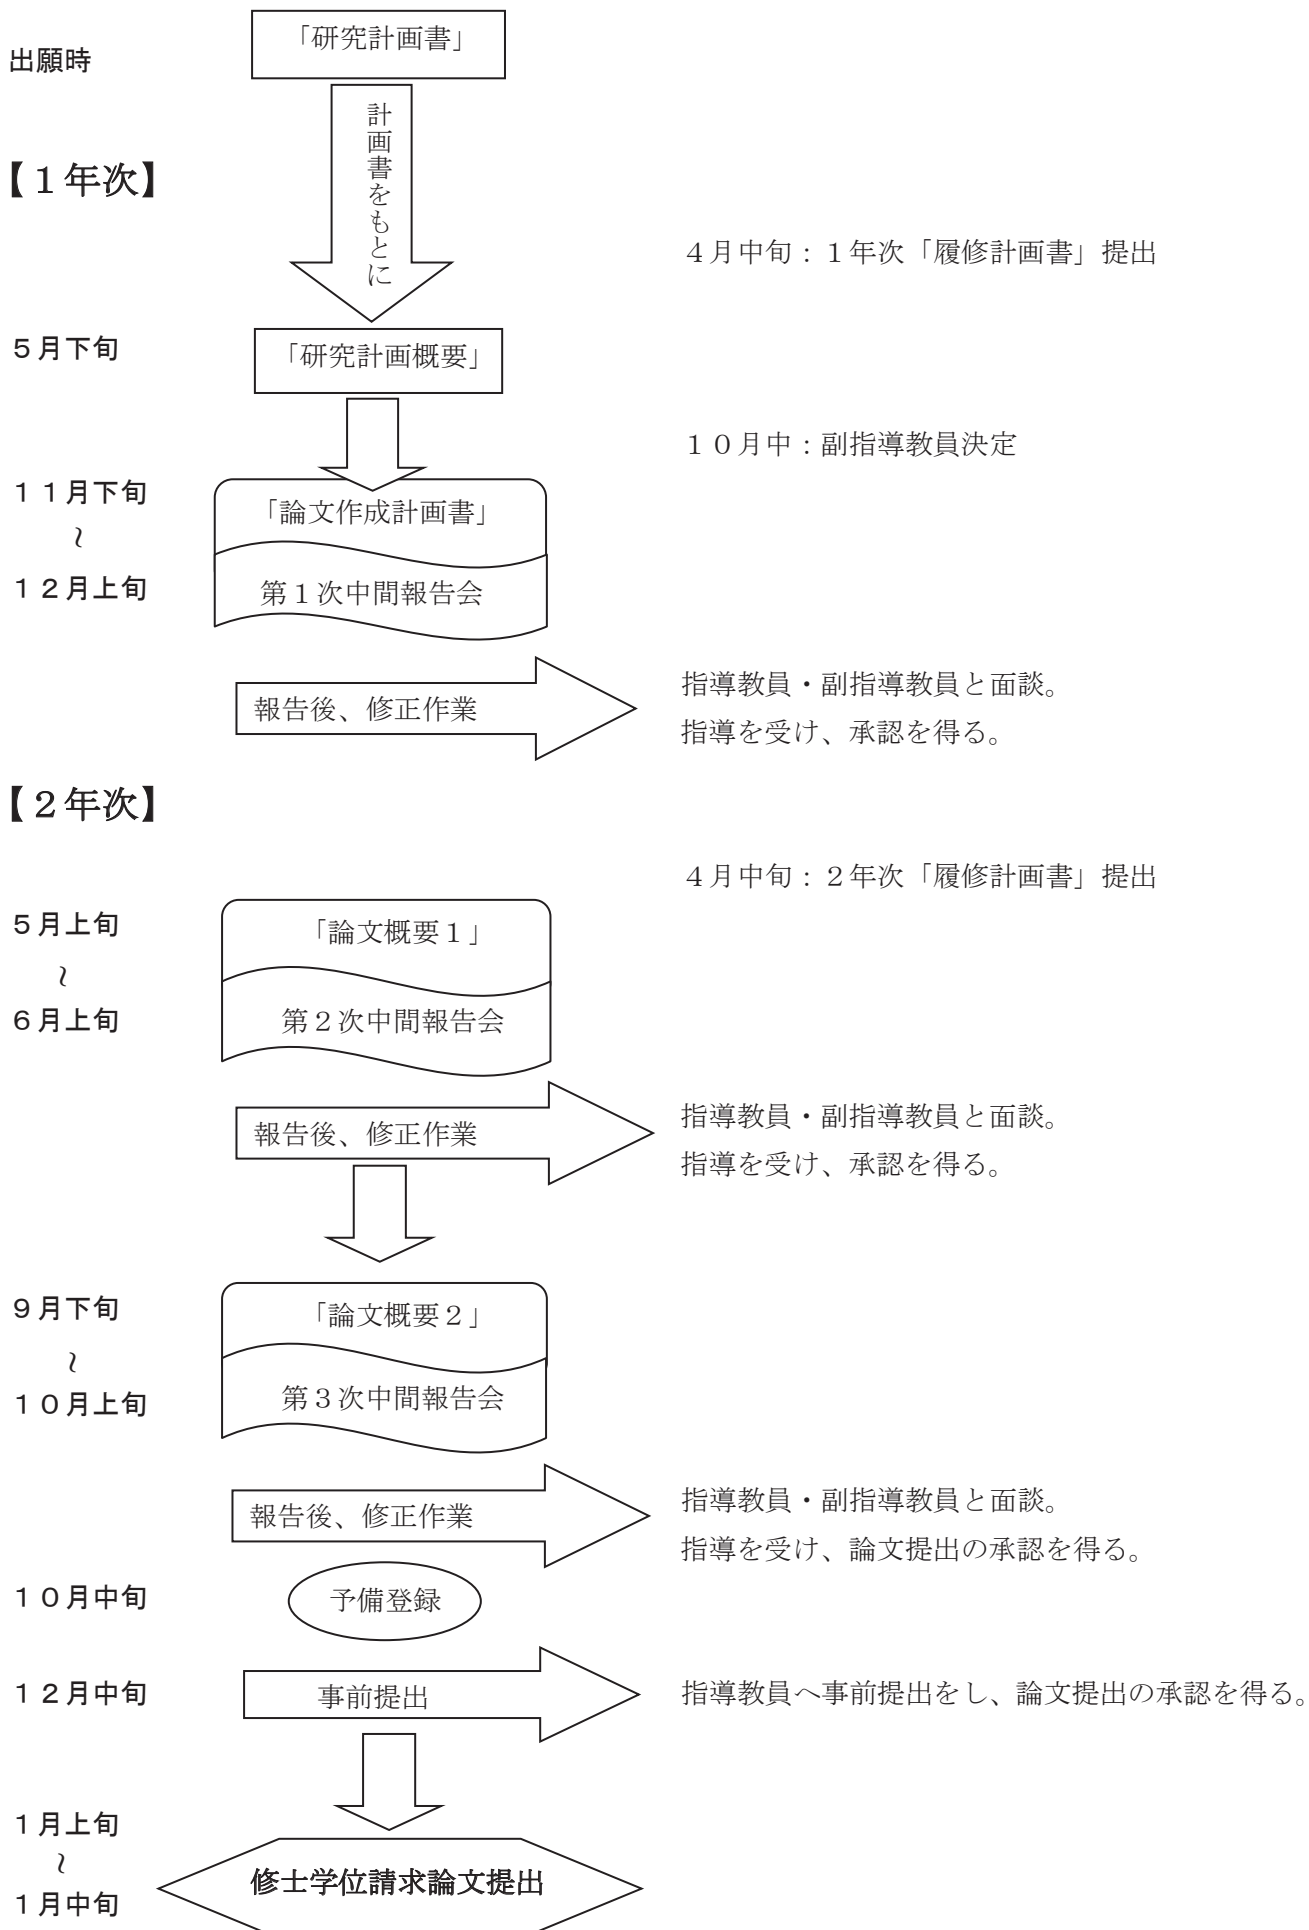 出願時
「研究計画書」
計画書をもとに
【１年次】
４月中旬：１年次「履修計画書」提出
５月下旬
「研究計画概要」
１０月中：副指導教員決定
１１月下旬
～
１２月上旬
「論文作成計画書」
第１次中間報告会
報告後、修正作業
指導教員・副指導教員と面談。
指導を受け、承認を得る。
【２年次】
４月中旬：２年次「履修計画書」提出
５月上旬
～
６月上旬
「論文概要１」
第２次中間報告会
報告後、修正作業
指導教員・副指導教員と面談。
指導を受け、承認を得る。
９月下旬
～
１０月上旬
「論文概要２」
第３次中間報告会
報告後、修正作業
指導教員・副指導教員と面談。
指導を受け、論文提出の承認を得る。
１０月中旬
予備登録
１２月中旬
事前提出
指導教員へ事前提出をし、論文提出の承認を得る。
１月上旬
～
１月中旬
修士学位請求論文提出